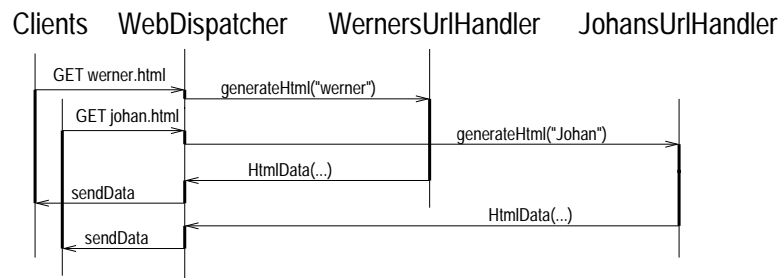 Clients WebDispatcher WernersUrlHandler JohansUrlHandler
GET werner.html
generateHtml("werner")
GET johan.html
generateHtml("Johan")
HtmlData(...)
sendData
HtmlData(...)
sendData